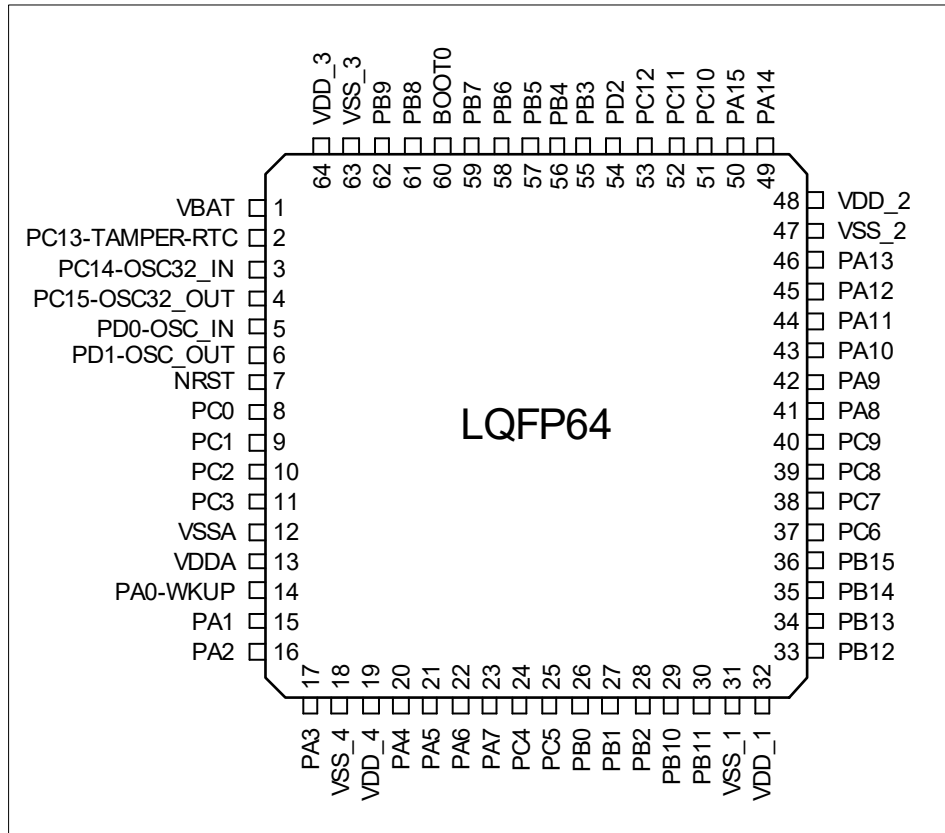 VDD_3
VSS_3
PB9
PB8
BOOT0
PB7
PB6
PB5
PB4
PB3
PD2
PC12
PC11
PC10
PA15
PA14
64 63 62 61 60 59 58 57 56 55 54 53 52 51 50 49
VBAT 1
PC13-TAMPER-RTC 2
PC14-OSC32_IN 3
PC15-OSC32_OUT 4
PD0-OSC_IN 5
PD1-OSC_OUT 6
NRST 7
PC0 8
PC1 9
PC2 10
PC3 11
VSSA 12
VDDA 13
PA0-WKUP 14
PA1 15
PA2 16
LQFP64
48 VDD_2
47 VSS_2
46 PA13
45 PA12
44 PA11
43 PA10
42 PA9
41 PA8
40 PC9
39 PC8
38 PC7
37 PC6
36 PB15
35 PB14
34 PB13
33 PB12
17 18 19 20 21 22 23 24 25 26 27 28 29 30 31 32
PA3
VSS_4
VDD_4
PA4
PA5
PA6
PA7
PC4
PC5
PB0
PB1
PB2
PB10
PB11
VSS_1
VDD_1